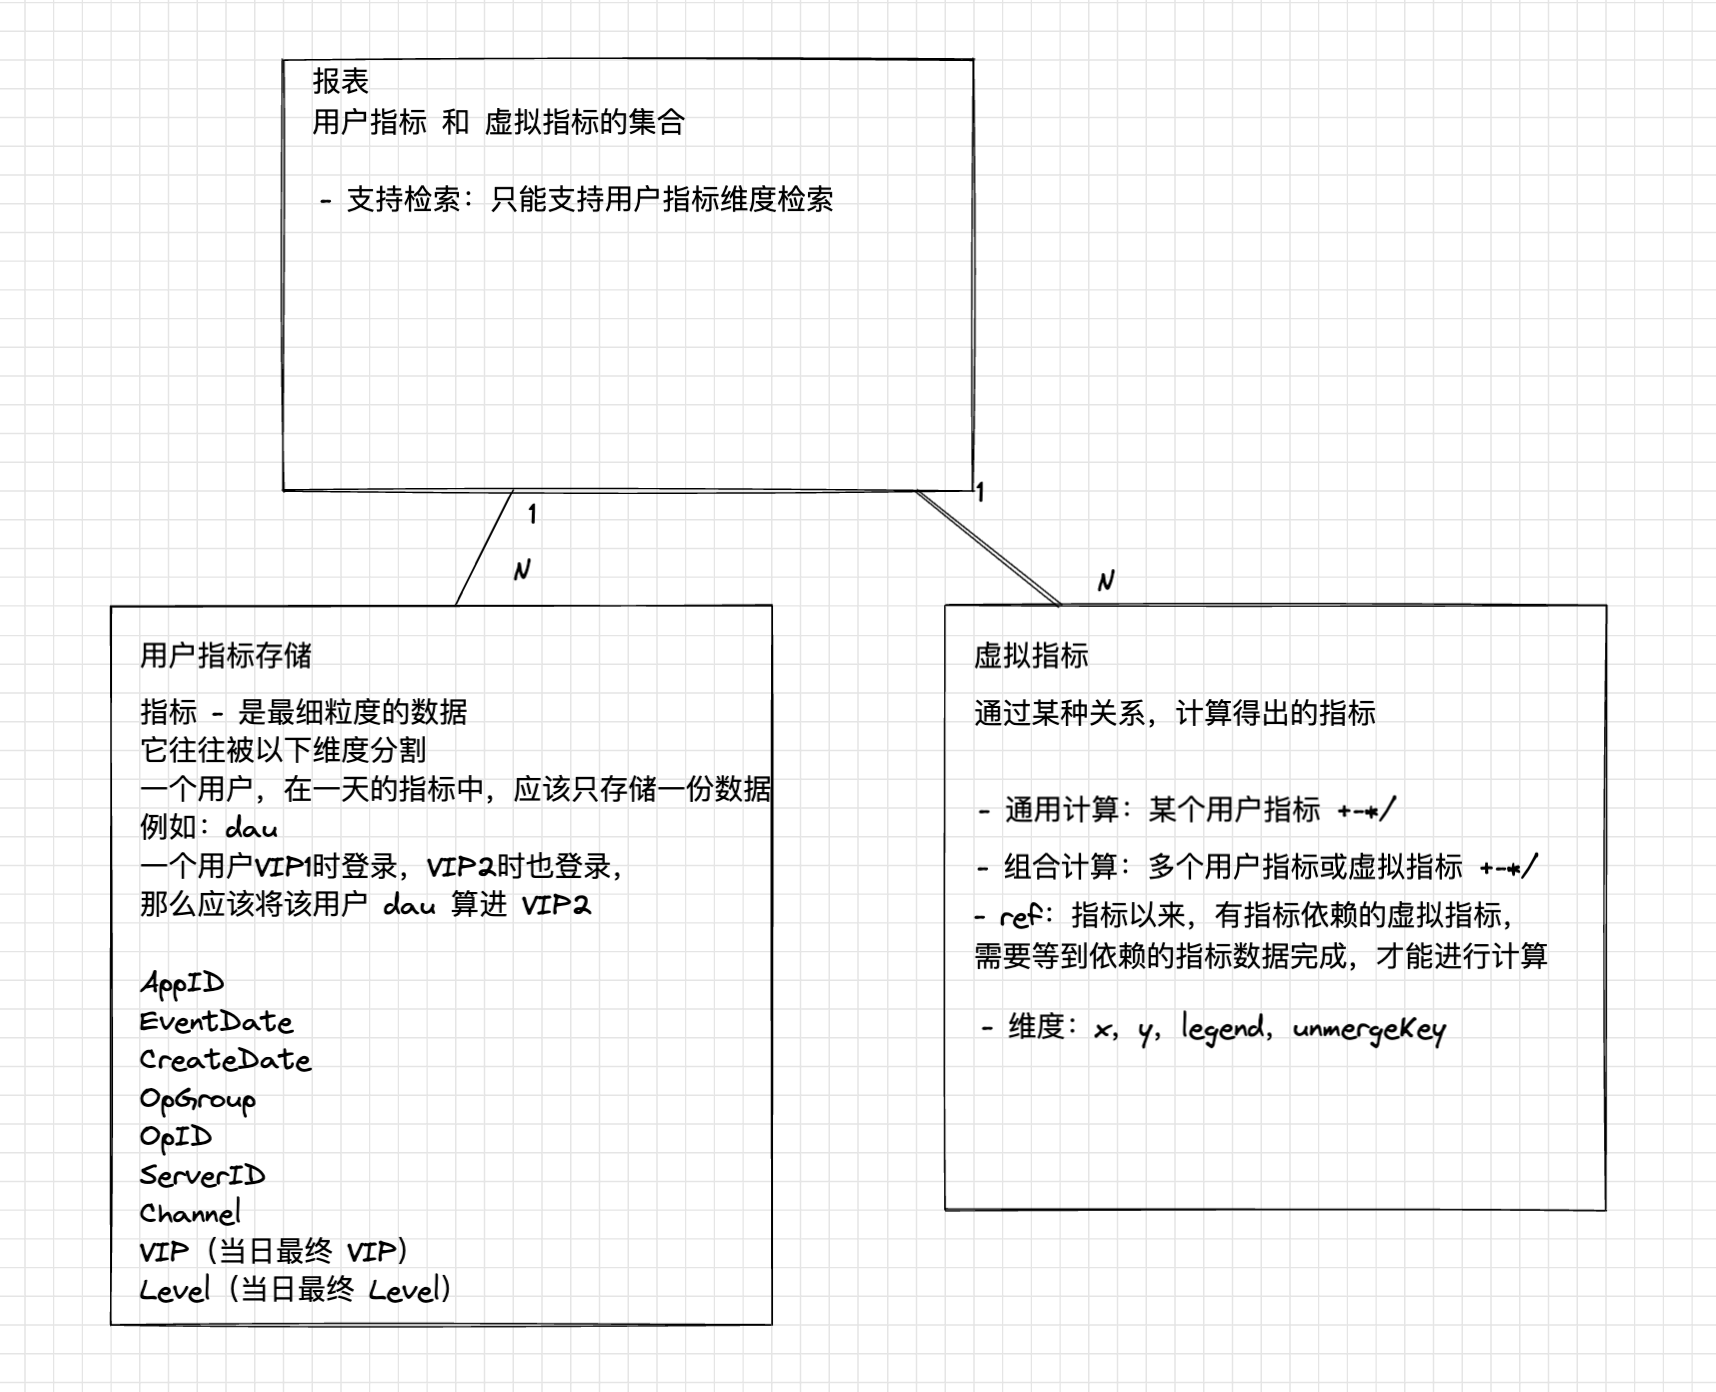 报表
用户指标 和 虚拟指标的集合
- 支持检索：只能支持用户指标维度检索
1
1
N
N
用户指标存储
指标 - 是最细粒度的数据
它往往被以下维度分割
一个用户，在一天的指标中，应该只存储一份数据
例如：dau
一个用户VIP1时登录，VIP2时也登录，
那么应该将该用户 dau 算进 VIP2
AppID
EventDate
CreateDate
OpGroup
OpID
ServerID
Channel
VIP（当日最终 VIP）
Level（当日最终 Level）
虚拟指标
通过某种关系，计算得出的指标
- 通用计算：某个用户指标 +-*/
- 组合计算：多个用户指标或虚拟指标 +-*/
- ref：指标以来，有指标依赖的虚拟指标，
需要等到依赖的指标数据完成，才能进行计算
- 维度：x，y，legend，unmergeKey